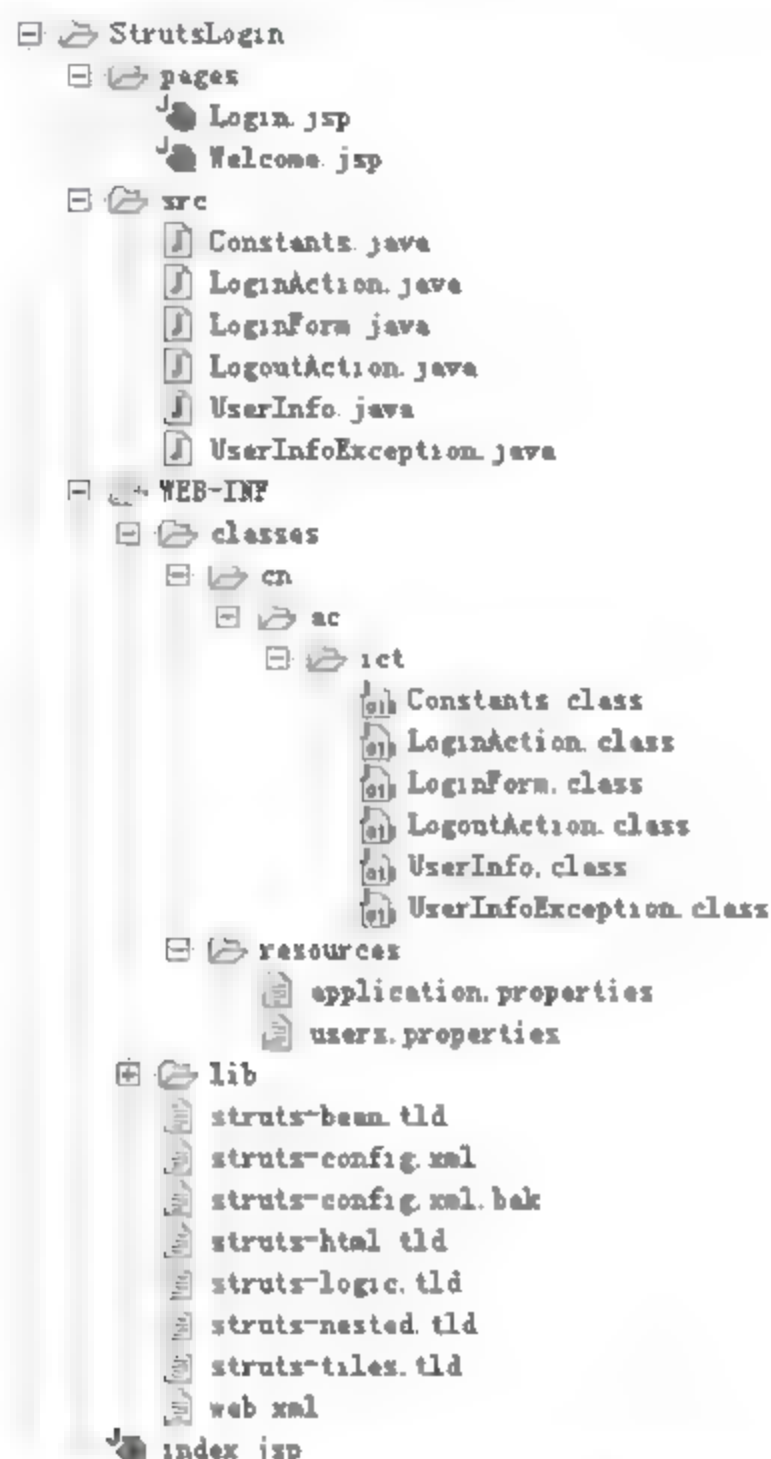 StrutsLogin
pages
Login.jsp
Welcome.jsp
src
Constants.java
LoginAction.java
LoginForm.java
LogoutAction.java
UserInfo.java
UserInfoException.java
WEB-INF
classes
cn
ac
ict
Constants.class
LoginAction.class
LoginForm.class
LogoutAction.class
UserInfo.class
UserInfoException.class
resources
application.properties
users.properties
lib
struts-bean.tld
struts-config.xml
struts-config.xml.bak
struts-html.tld
struts-logic.tld
struts-nested.tld
struts-tiles.tld
web.xml
index.jsp